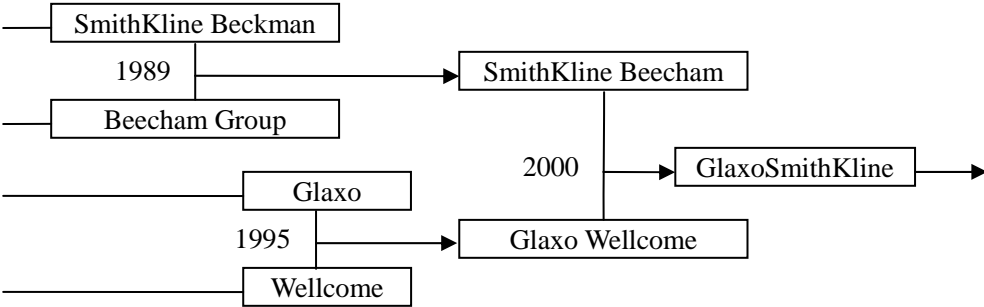 SmithKline Beckman
1989
SmithKline Beecham
Beecham Group
2000
GlaxoSmithKline
Glaxo
1995
Glaxo Wellcome
Wellcome